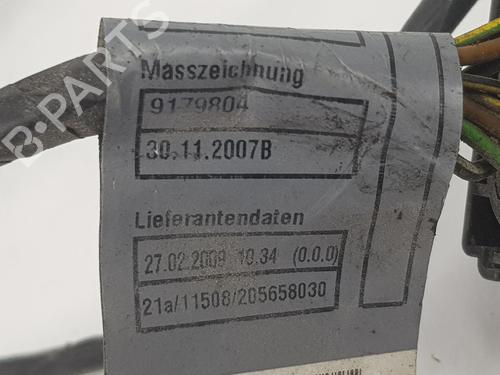 B-PARTS
Masszeichnung
9179804
30.11.2007B
Lieferantendaten
27.02.2009 10.34 (0.0.0)
21a/11508/205658030